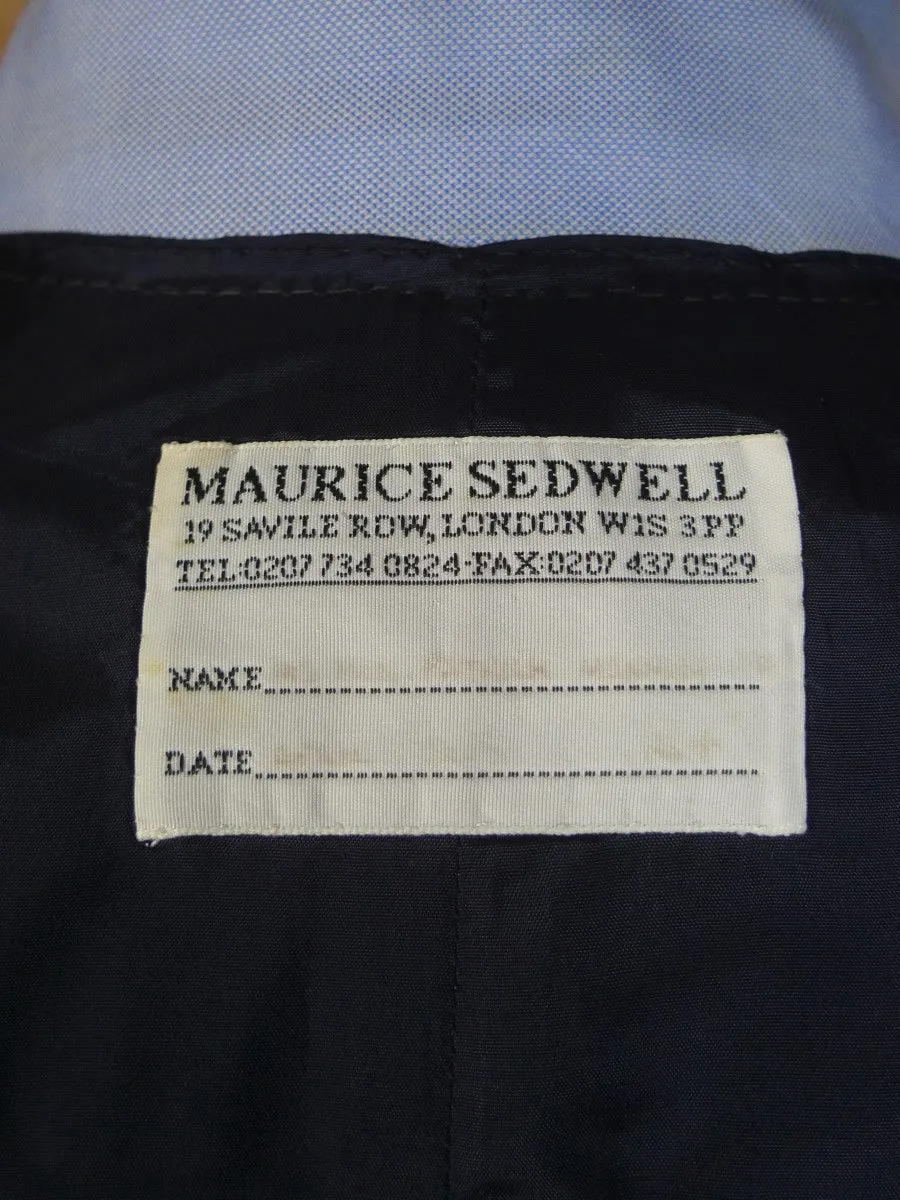 MAURICE SEDWELL
19 SAVILE ROW, LONDON W1S 3PP
TEL:0207 734 0824·FAX:0207 437 0529
NAME
DATE